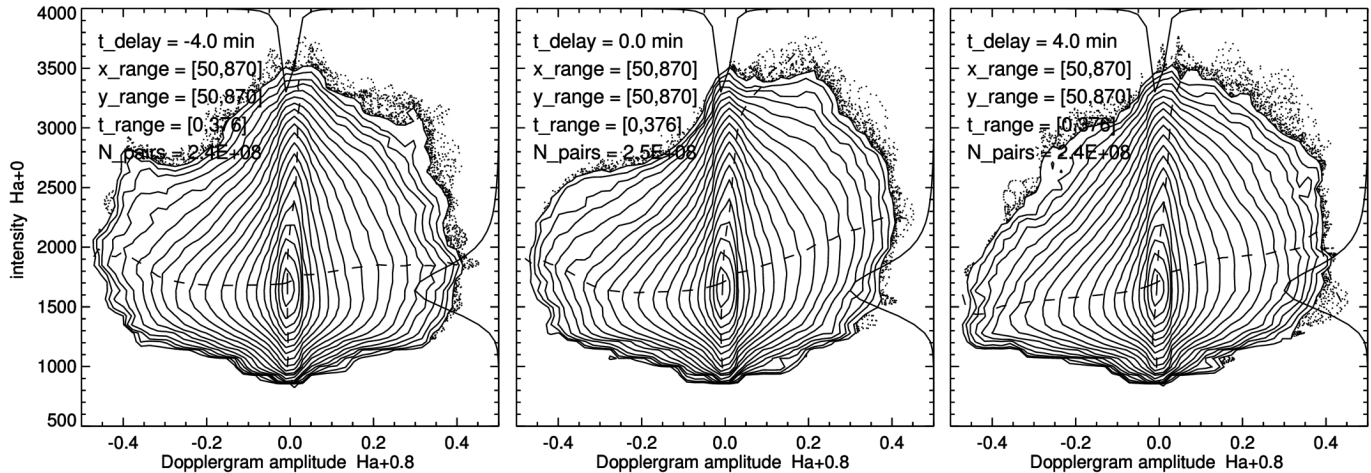 4000
3500
3000
2500
2000
1500
1000
500
intensity Ha+0
t_delay = -4.0 min
x_range = [50,870]
y_range = [50,870]
t_range = [0,376]
N_pairs = 2.4E+08
-0.4 -0.2 0.0 0.2 0.4
Dopplergram amplitude Ha+0.8
t_delay = 0.0 min
x_range = [50,870]
y_range = [50,870]
t_range = [0,376]
N_pairs = 2.5E+08
-0.4 -0.2 0.0 0.2 0.4
Dopplergram amplitude Ha+0.8
t_delay = 4.0 min
x_range = [50,870]
y_range = [50,870]
t_range = [0,376]
N_pairs = 2.4E+08
-0.4 -0.2 0.0 0.2 0.4
Dopplergram amplitude Ha+0.8